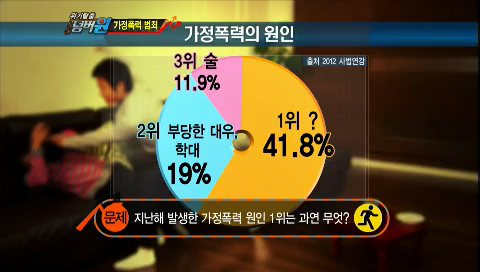 위기탈출
넘버원
가정폭력 범죄
가정폭력의 원인
출처 2012 사법연감
3위 술
11.9%
1위 ?
41.8%
2위 부당한 대우,
학대
19%
문제
지난해 발생한 가정폭력 원인 1위는 과연 무엇?